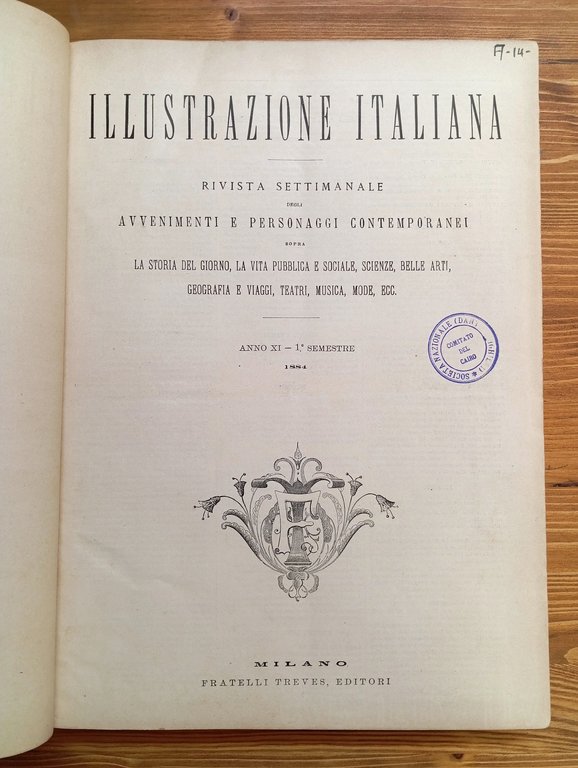 A-14-
ILLUSTRAZIONE ITALIANA
RIVISTA SETTIMANALE
DEGLI
AVVENIMENTI E PERSONAGGI CONTEMPORANEI
SOPRA
LA STORIA DEL GIORNO, LA VITA PUBBLICA E SOCIALE, SCIENZE, BELLE ARTI,
GEOGRAFIA E VIAGGI, TEATRI, MUSICA, MODE, ECC.
ANNO XI — 1.° SEMESTRE
1884
SOCIETÀ NAZIONALE (DAN
COMITATO
DEL
CAIRO
MILANO
FRATELLI TREVES, EDITORI